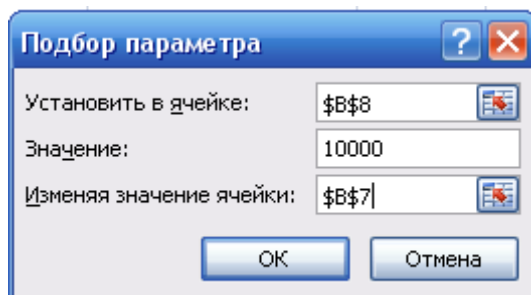 Подбор параметра
Установить в ячейке: $B$8
Значение: 10000
Изменяя значение ячейки: $B$7
ОК Отмена